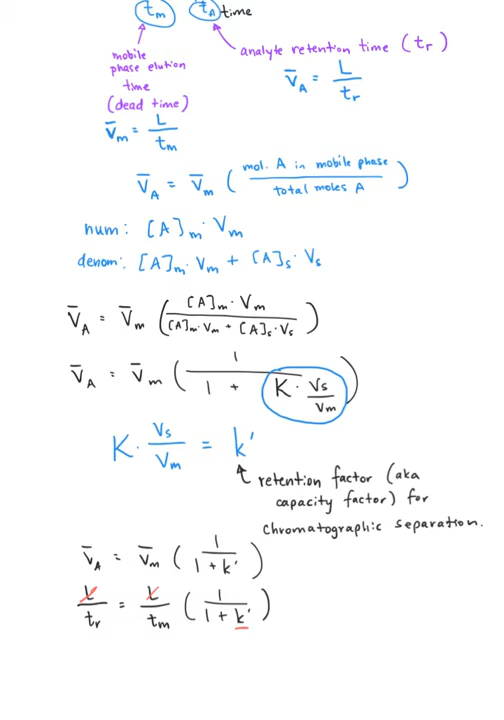 tm tA time
mobile phase elution time (dead time)
analyte retention time (tr)
V̄A = L / tr
V̄m = L / tm
V̄A = V̄m ( mol. A in mobile phase / total moles A )
num: [A]m · Vm
denom: [A]m · Vm + [A]s · Vs
V̄A = V̄m ( [A]m · Vm / [A]m · Vm + [A]s · Vs )
V̄A = V̄m ( 1 / 1 + K · Vs / Vm )
K · Vs / Vm = k'
retention factor (aka
capacity factor) for
chromatographic separation.
V̄A = V̄m ( 1 / 1 + k' )
L / tr = L / tm ( 1 / 1 + k' )